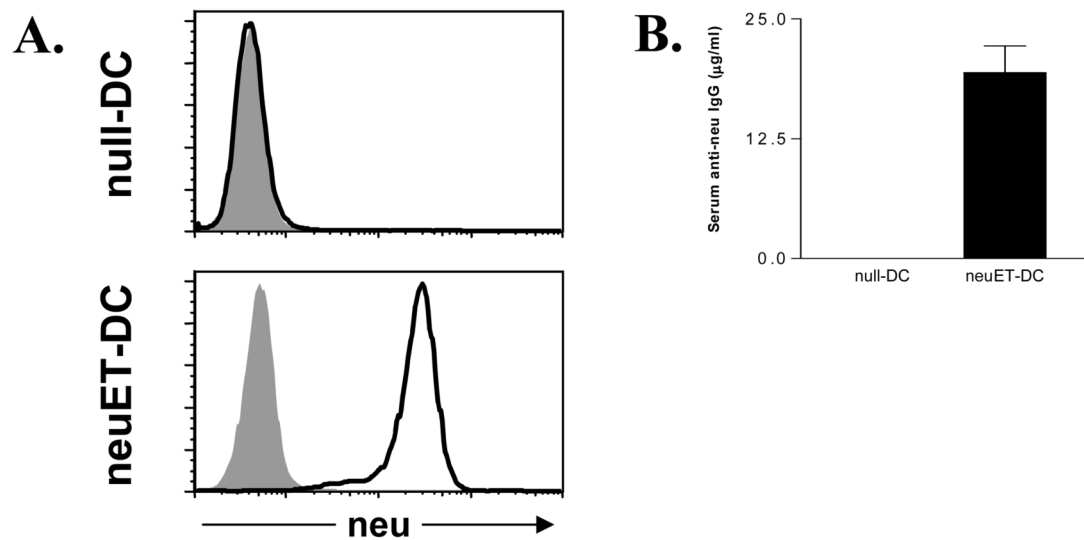 A.
null-DC
neuET-DC
neu
B.
Serum anti-neu IgG (µg/ml)
25.0
12.5
0.0
null-DC
neuET-DC